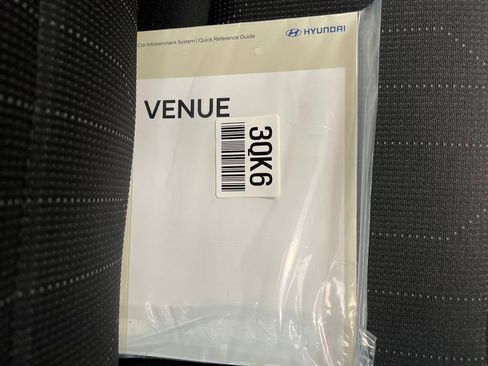 Car Infotainment System | Quick Reference Guide
HYUNDAI
VENUE
3QK6